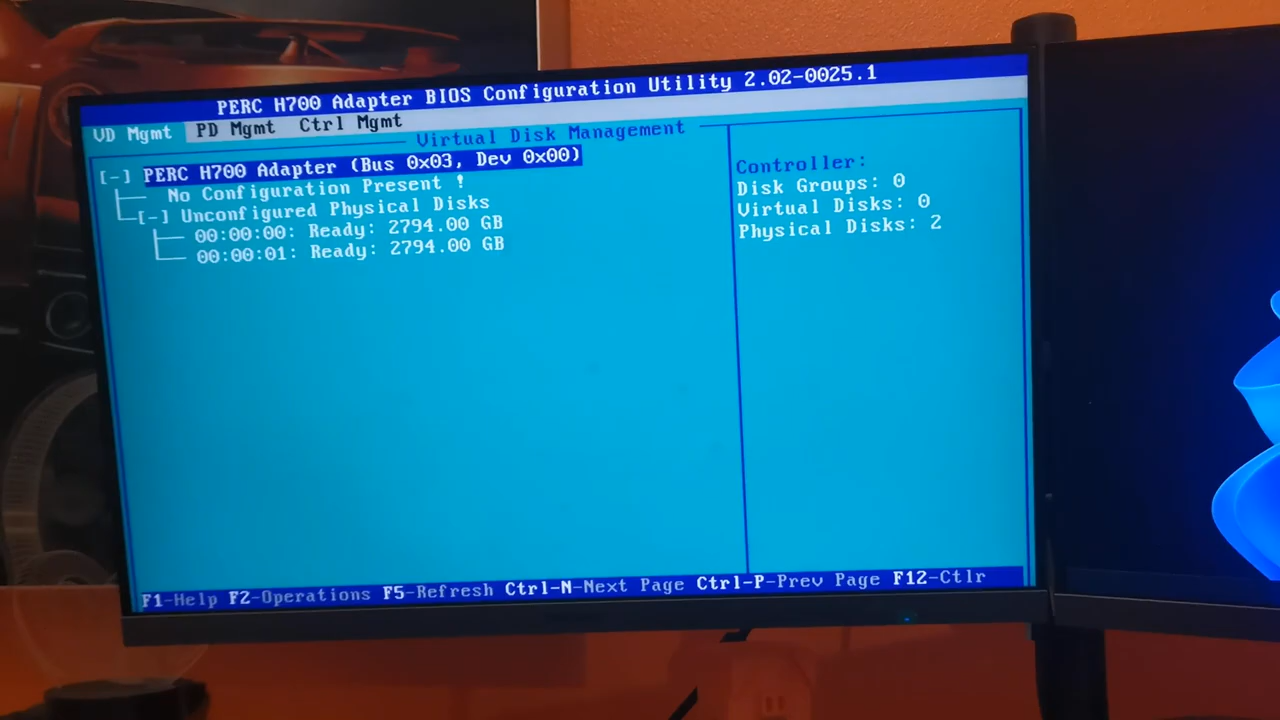 PERC H700 Adapter BIOS Configuration Utility 2.02-0025.1
VD Mgmt PD Mgmt Ctrl Mgmt
Virtual Disk Management
[-] PERC H700 Adapter (Bus 0x03, Dev 0x00)
No Configuration Present !
[-] Unconfigured Physical Disks
00:00:00: Ready: 2794.00 GB
00:00:01: Ready: 2794.00 GB
Controller:
Disk Groups: 0
Virtual Disks: 0
Physical Disks: 2
F1-Help F2-Operations F5-Refresh Ctrl-N-Next Page Ctrl-P-Prev Page F12-Ctlr